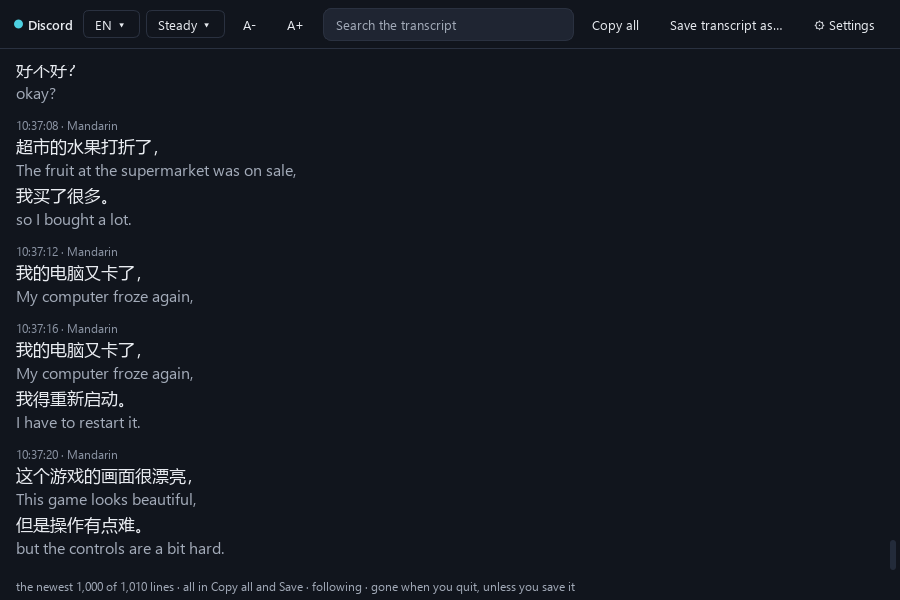 Discord EN ▾ Steady ▾ A- A+ Search the transcript Copy all Save transcript as... ⚙ Settings
好不好？
okay?
10:37:08 · Mandarin
超市的水果打折了，
The fruit at the supermarket was on sale,
我买了很多。
so I bought a lot.
10:37:12 · Mandarin
我的电脑又卡了，
My computer froze again,
10:37:16 · Mandarin
我的电脑又卡了，
My computer froze again,
我得重新启动。
I have to restart it.
10:37:20 · Mandarin
这个游戏的画面很漂亮，
This game looks beautiful,
但是操作有点难。
but the controls are a bit hard.
the newest 1,000 of 1,010 lines · all in Copy all and Save · following · gone when you quit, unless you save it